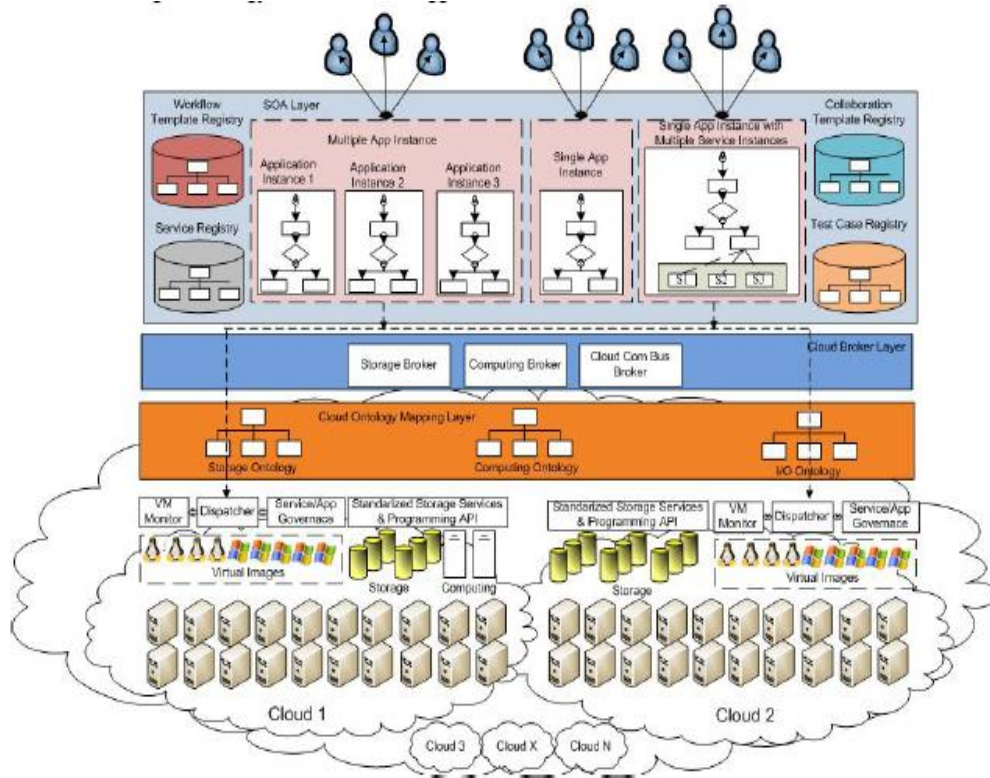 Workflow
Template Registry
SOA Layer
Multiple App Instance
Single App Instance with
Multiple Service Instances
Collaboration
Template Registry
Application
Instance 1
Application
Instance 2
Application
Instance 3
Single App
Instance
Service Registry
Test Case Registry
S1
S2
S3
Cloud Broker Layer
Storage Broker
Computing Broker
Cloud Com Bus
Broker
Cloud Ontology Mapping Layer
Storage Ontology
Computing Ontology
I/O Ontology
VM
Monitor
Dispatcher
Service/App
Governace
Standarlized Storage Services
& Programming API
Standarlized Storage Services
& Programming API
VM
Monitor
Dispatcher
Service/App
Governace
Virtual Images
Storage
Computing
Storage
Virtual Images
Cloud 1
Cloud 2
Cloud 3
Cloud X
Cloud N